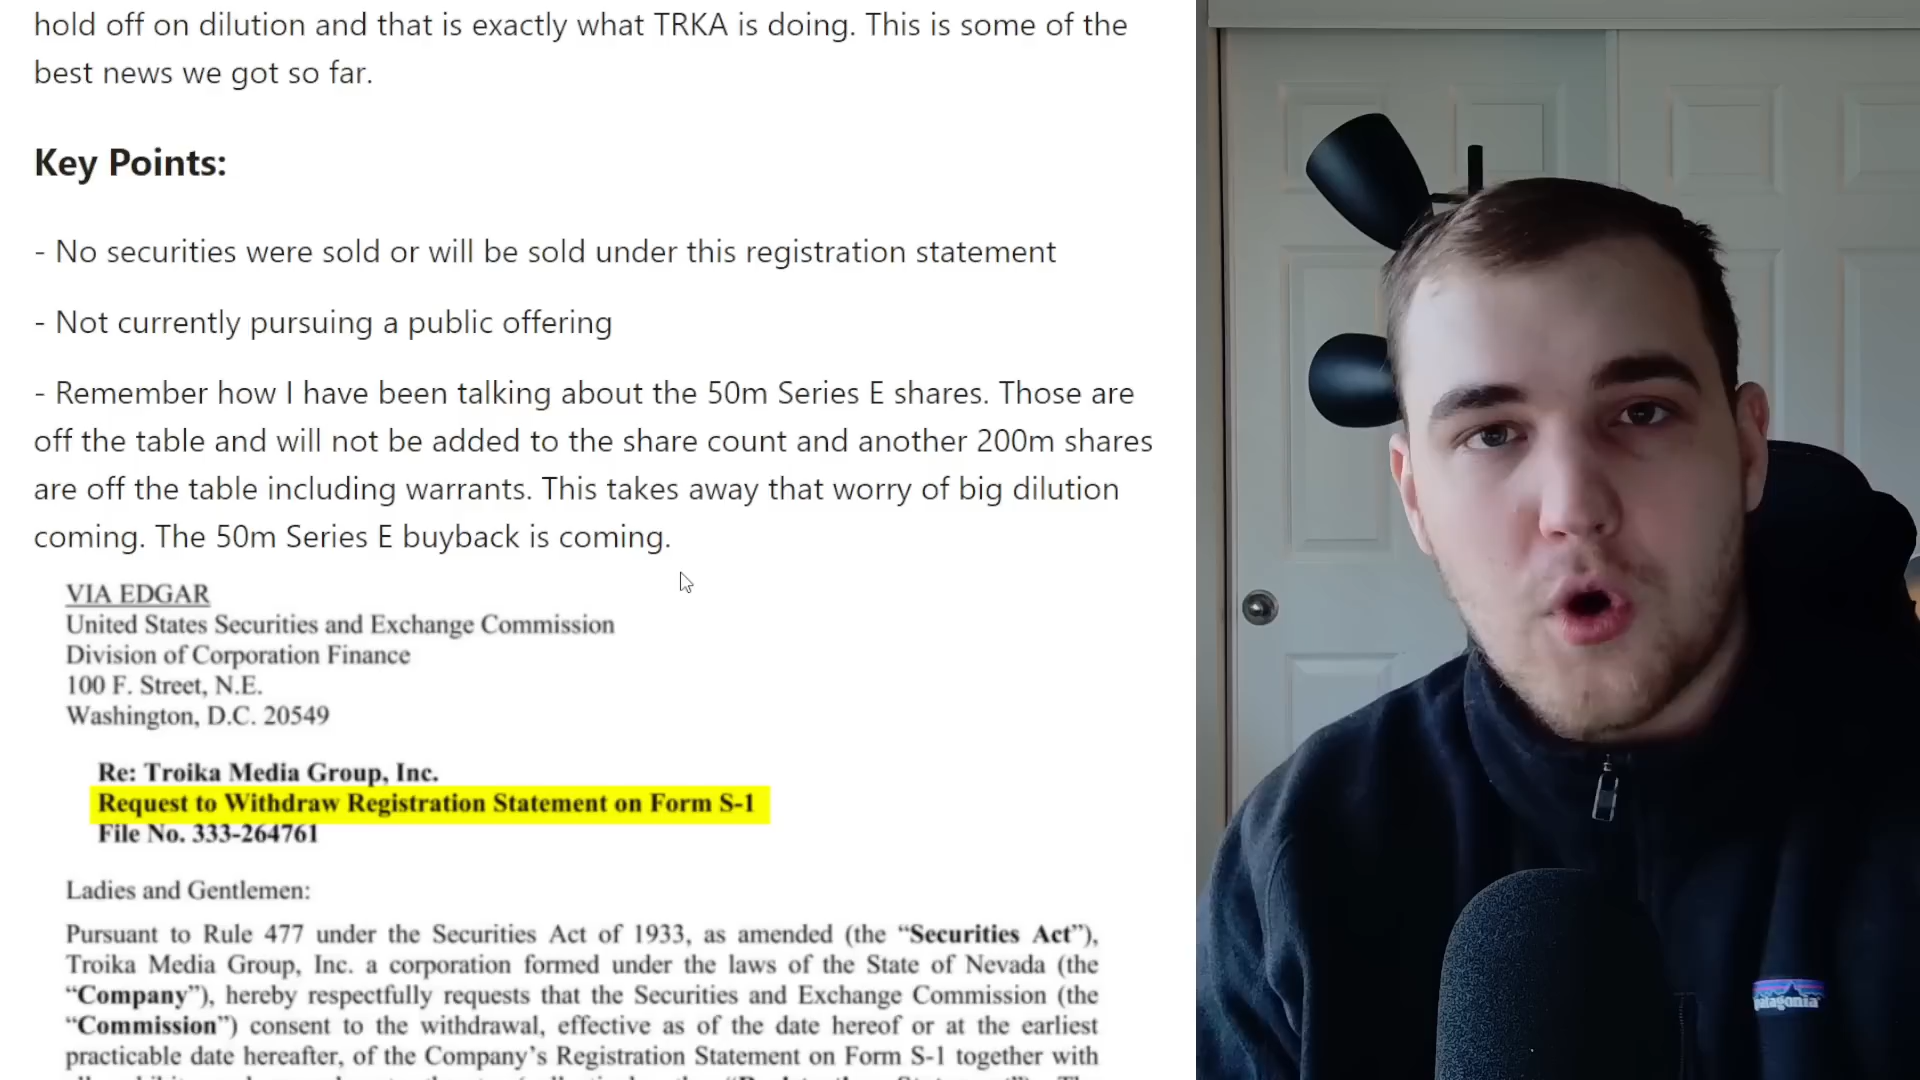 hold off on dilution and that is exactly what TRKA is doing. This is some of the
best news we got so far.
Key Points:
- No securities were sold or will be sold under this registration statement
- Not currently pursuing a public offering
- Remember how I have been talking about the 50m Series E shares. Those are
off the table and will not be added to the share count and another 200m shares
are off the table including warrants. This takes away that worry of big dilution
coming. The 50m Series E buyback is coming.
VIA EDGAR
United States Securities and Exchange Commission
Division of Corporation Finance
100 F. Street, N.E.
Washington, D.C. 20549
Re: Troika Media Group, Inc.
Request to Withdraw Registration Statement on Form S-1
File No. 333-264761
Ladies and Gentlemen:
Pursuant to Rule 477 under the Securities Act of 1933, as amended (the “Securities Act”),
Troika Media Group, Inc. a corporation formed under the laws of the State of Nevada (the
“Company”), hereby respectfully requests that the Securities and Exchange Commission (the
“Commission”) consent to the withdrawal, effective as of the date hereof or at the earliest
practicable date hereafter, of the Company’s Registration Statement on Form S-1 together with
patagonia